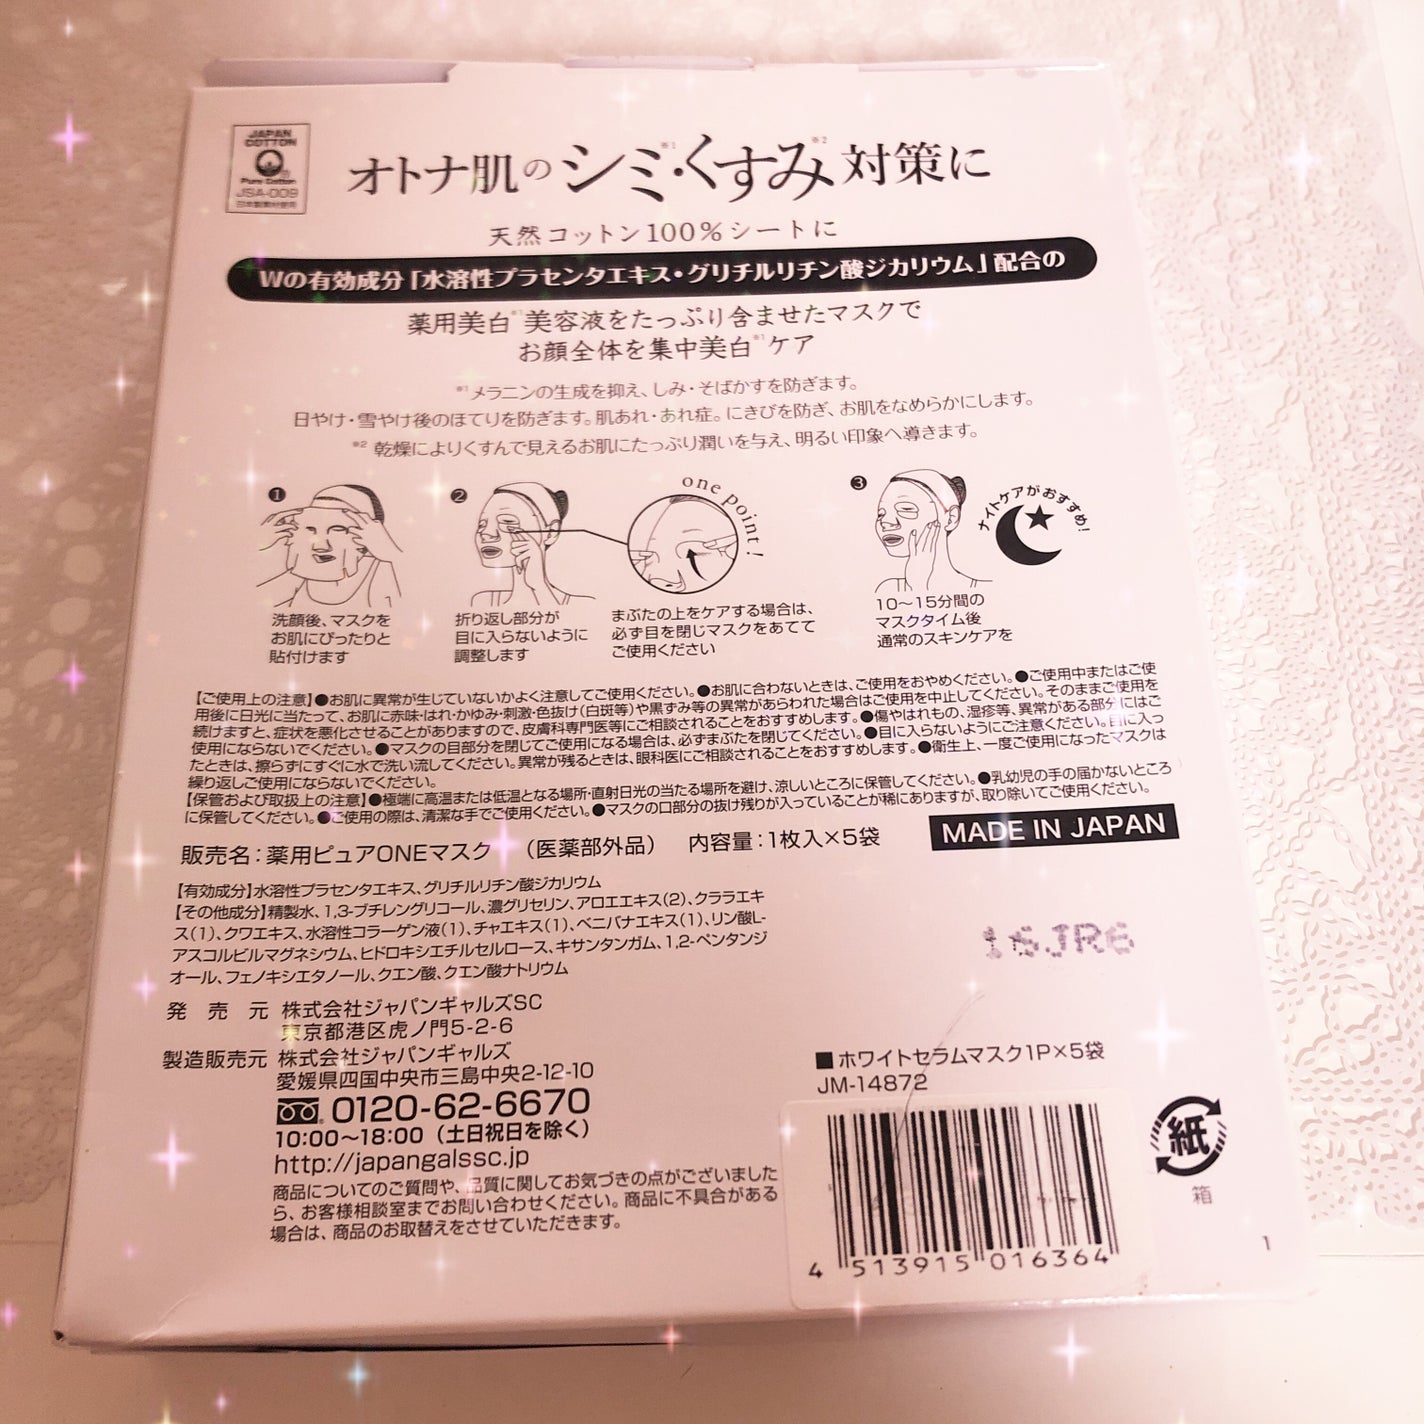 JAPAN
COTTON
Pure Cotton
JSA-009
日本製素材使用
オトナ肌のシミ※1・くすみ※2対策に
天然コットン100%シートに
Wの有効成分「水溶性プラセンタエキス・グリチルリチン酸ジカリウム」配合の
薬用美白※1美容液をたっぷり含ませたマスクで
お顔全体を集中美白※1ケア
※1 メラニンの生成を抑え、しみ・そばかすを防ぎます。
日やけ・雪やけ後のほてりを防ぎます。肌あれ・あれ症。にきびを防ぎ、お肌をなめらかにします。
※2 乾燥によりくすんで見えるお肌にたっぷり潤いを与え、明るい印象へ導きます。
❶
洗顔後、マスクを
お肌にぴったりと
貼付けます
❷
折り返し部分が
目に入らないように
調整します
one point!
まぶたの上をケアする場合は、
必ず目を閉じマスクをあてて
ご使用ください
❸
ナイトケアがおすすめ!
10〜15分間の
マスクタイム後
通常のスキンケアを
【ご使用上の注意】●お肌に異常が生じていないかよく注意してご使用ください。●お肌に合わないときは、ご使用をおやめください。●ご使用中またはご使
用後に日光に当たって、お肌に赤味・はれ・かゆみ・刺激・色抜け(白斑等)や黒ずみ等の異常があらわれた場合はご使用を中止してください。そのままご使用を
続けますと、症状を悪化させることがありますので、皮膚科専門医等にご相談されることをおすすめします。●傷やはれもの、湿疹等、異常がある部分にはご
使用にならないでください。●マスクの目部分を閉じてご使用になる場合は、必ずまぶたを閉じてください。●目に入らないようにご注意ください。目に入っ
たときは、擦らずにすぐに水で洗い流してください。異常が残るときは、眼科医にご相談されることをおすすめします。●衛生上、一度ご使用になったマスクは
繰り返しご使用にならないでください。
【保管および取扱上の注意】●極端に高温または低温となる場所・直射日光の当たる場所を避け、涼しいところに保管してください。●乳幼児の手の届かないところ
に保管してください。●ご使用の際は、清潔な手でご使用ください。●マスクの口部分の抜け残りが入っていることが稀にありますが、取り除いてご使用ください。
販売名:薬用ピュアONEマスク (医薬部外品) 内容量:1枚入×5袋
MADE IN JAPAN
【有効成分】水溶性プラセンタエキス、グリチルリチン酸ジカリウム
【その他成分】精製水、1,3-ブチレングリコール、濃グリセリン、アロエエキス(2)、クララエキ
ス(1)、クワエキス、水溶性コラーゲン液(1)、チャエキス(1)、ベニバナエキス(1)、リン酸L-
アスコルビルマグネシウム、ヒドロキシエチルセルロース、キサンタンガム、1,2-ペンタンジ
オール、フェノキシエタノール、クエン酸、クエン酸ナトリウム
16JR6
発売元 株式会社ジャパンギャルズSC
東京都港区虎ノ門5-2-6
製造販売元 株式会社ジャパンギャルズ
愛媛県四国中央市三島中央2-12-10
0120-62-6670
10:00〜18:00(土日祝日を除く)
http://japangalssc.jp
商品についてのご質問や、品質に関してお気づきの点がございました
ら、お客様相談室までお問い合わせください。商品に不具合がある
場合は、商品のお取替えをさせていただきます。
■ホワイトセラムマスク1P×5袋
JM-14872
4 513915 016364
紙
箱
1